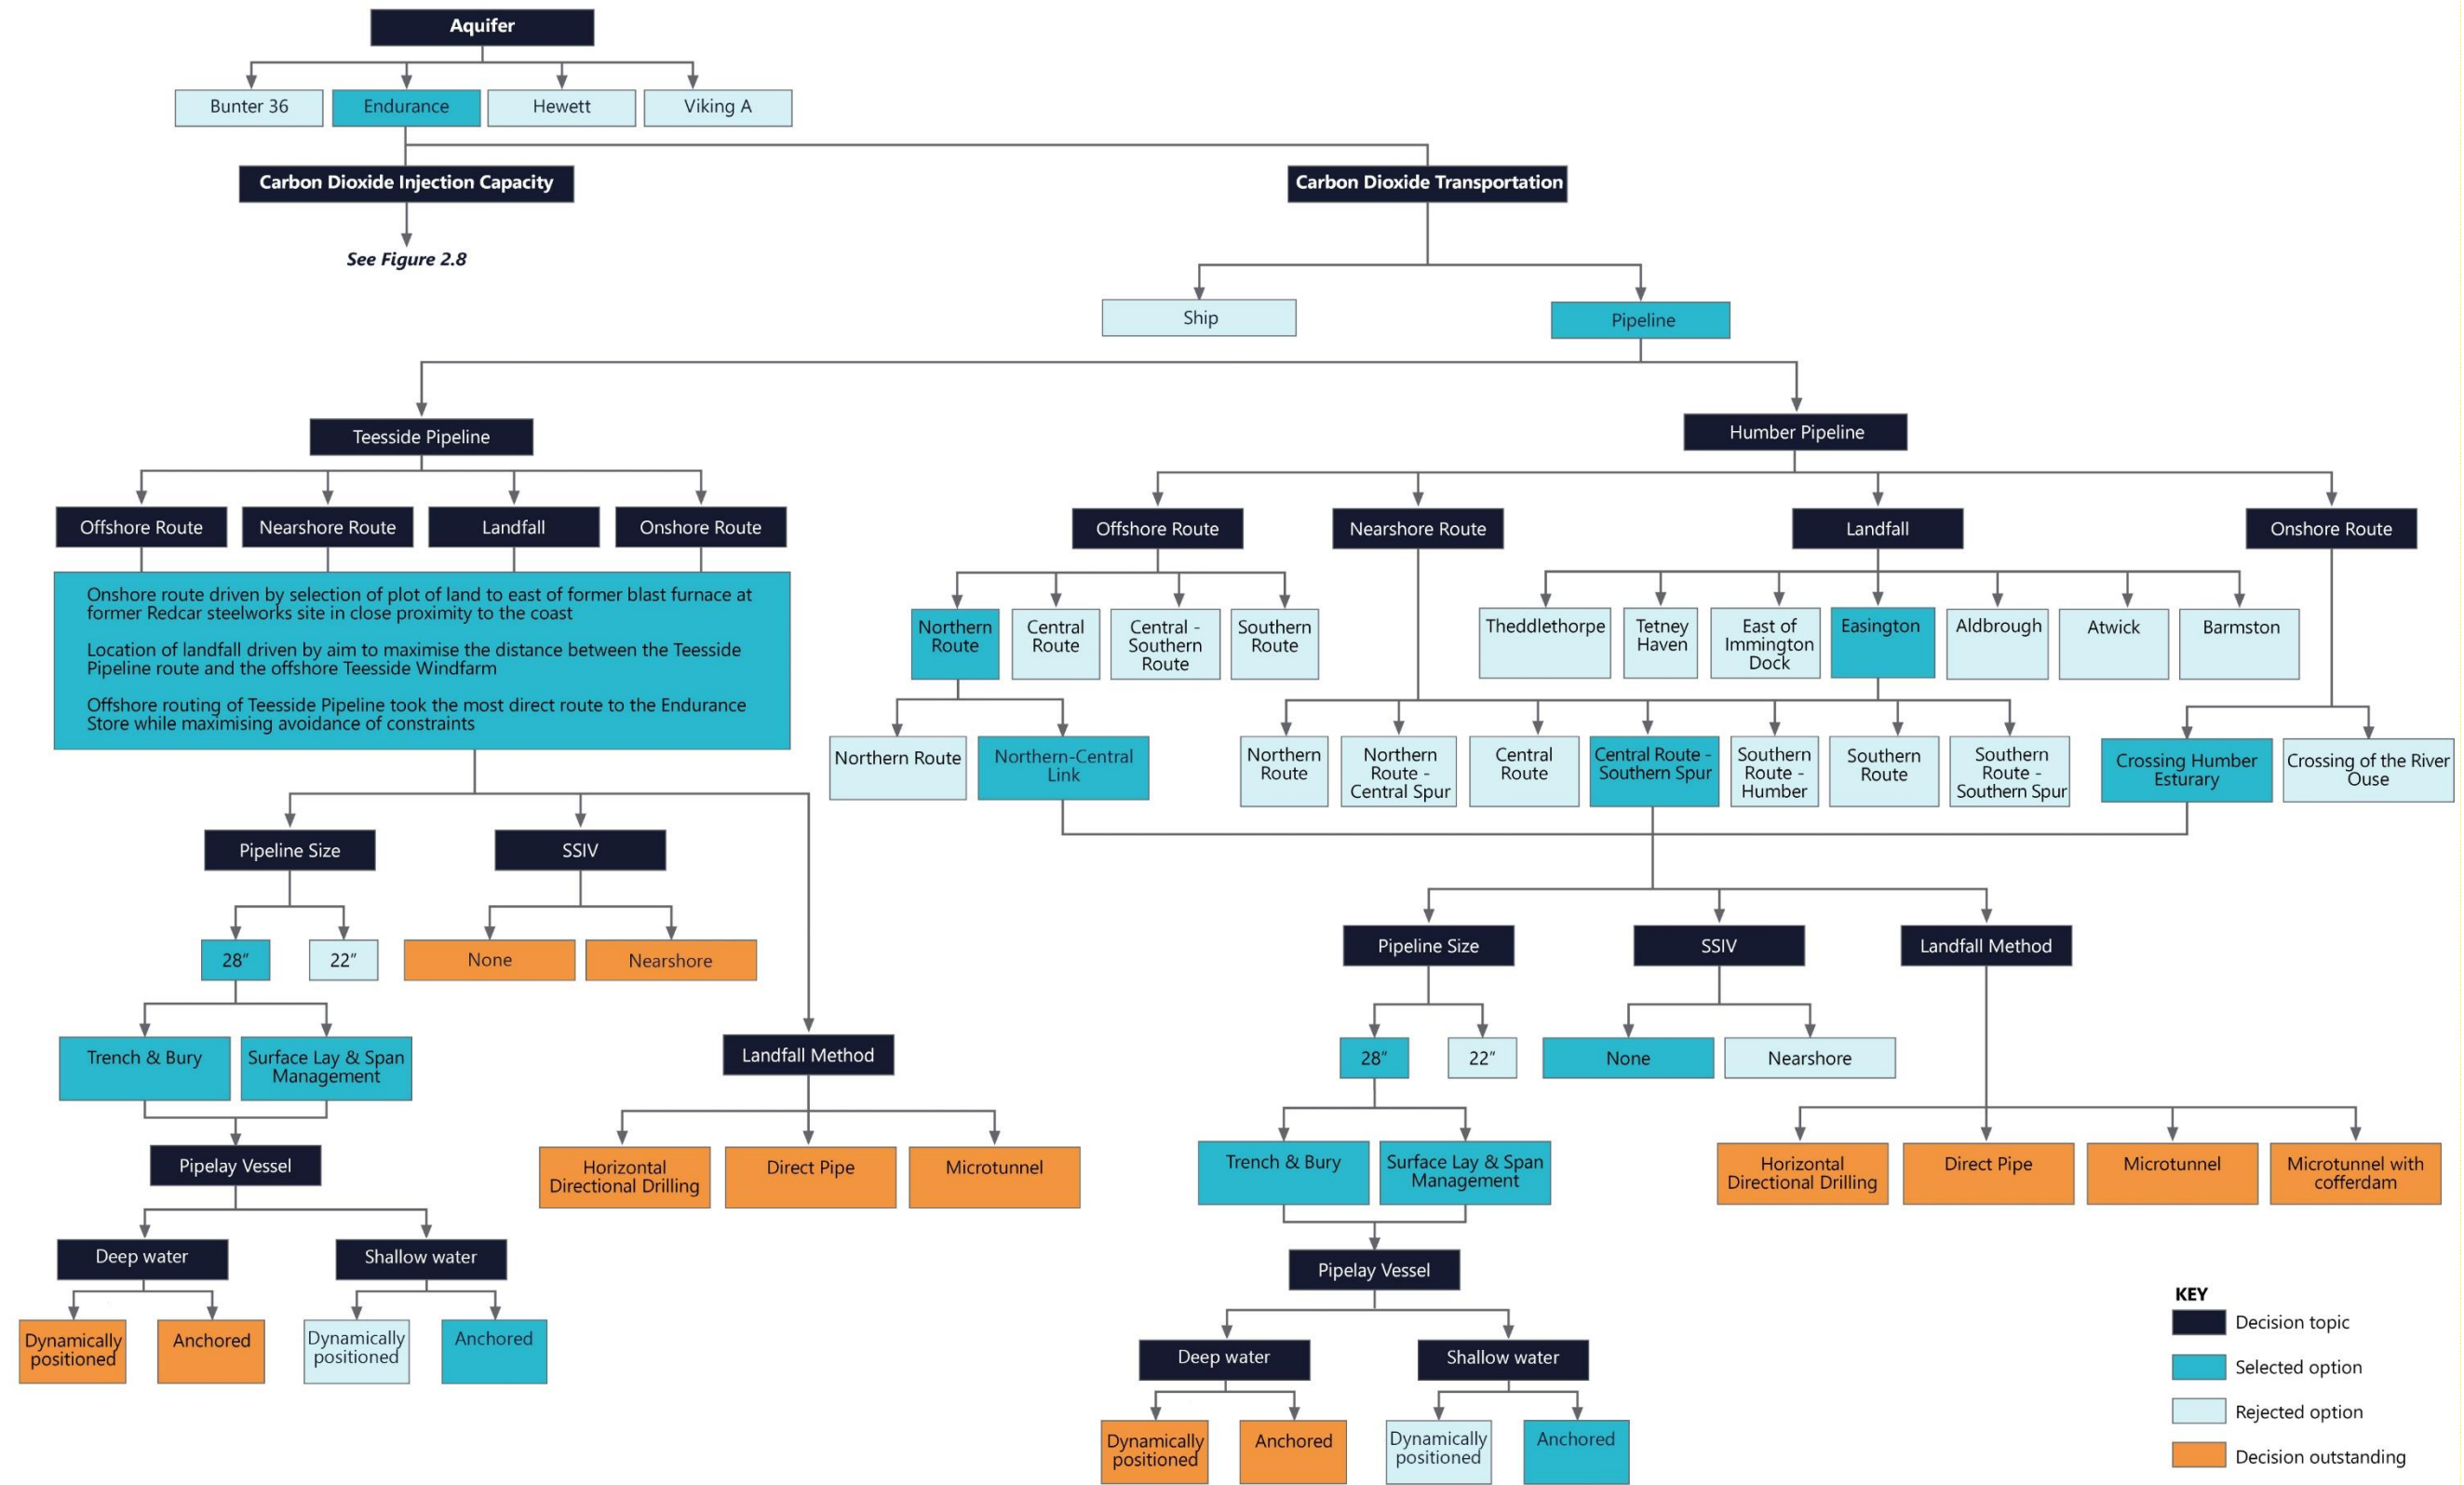 Aquifer
Bunter 36
Endurance
Hewett
Viking A
Carbon Dioxide Injection Capacity
Carbon Dioxide Transportation
See Figure 2.8
Ship
Pipeline
Teesside Pipeline
Humber Pipeline
Offshore Route
Nearshore Route
Landfall
Onshore Route
Onshore route driven by selection of plot of land to east of former blast furnace at
former Redcar steelworks site in close proximity to the coast
Location of landfall driven by aim to maximise the distance between the Teesside
Pipeline route and the offshore Teesside Windfarm
Offshore routing of Teesside Pipeline took the most direct route to the Endurance
Store while maximising avoidance of constraints
Offshore Route
Nearshore Route
Landfall
Onshore Route
Northern
Route
Central
Route
Central -
Southern
Route
Southern
Route
Theddlethorpe
Tetney
Haven
East of
Immington
Dock
Easington
Aldbrough
Atwick
Barmston
Northern Route
Northern-Central
Link
Northern
Route
Northern
Route -
Central Spur
Central
Route
Central Route -
Southern Spur
Southern
Route -
Humber
Southern
Route
Southern
Route -
Southern Spur
Crossing Humber
Esturary
Crossing of the River
Ouse
Pipeline Size
SSIV
28”
22”
None
Nearshore
Trench & Bury
Surface Lay & Span
Management
Landfall Method
Pipelay Vessel
Horizontal
Directional Drilling
Direct Pipe
Microtunnel
Deep water
Shallow water
Dynamically
positioned
Anchored
Dynamically
positioned
Anchored
Pipeline Size
SSIV
Landfall Method
28”
22”
None
Nearshore
Trench & Bury
Surface Lay & Span
Management
Horizontal
Directional Drilling
Direct Pipe
Microtunnel
Microtunnel with
cofferdam
Pipelay Vessel
Deep water
Shallow water
Dynamically
positioned
Anchored
Dynamically
positioned
Anchored
KEY
Decision topic
Selected option
Rejected option
Decision outstanding